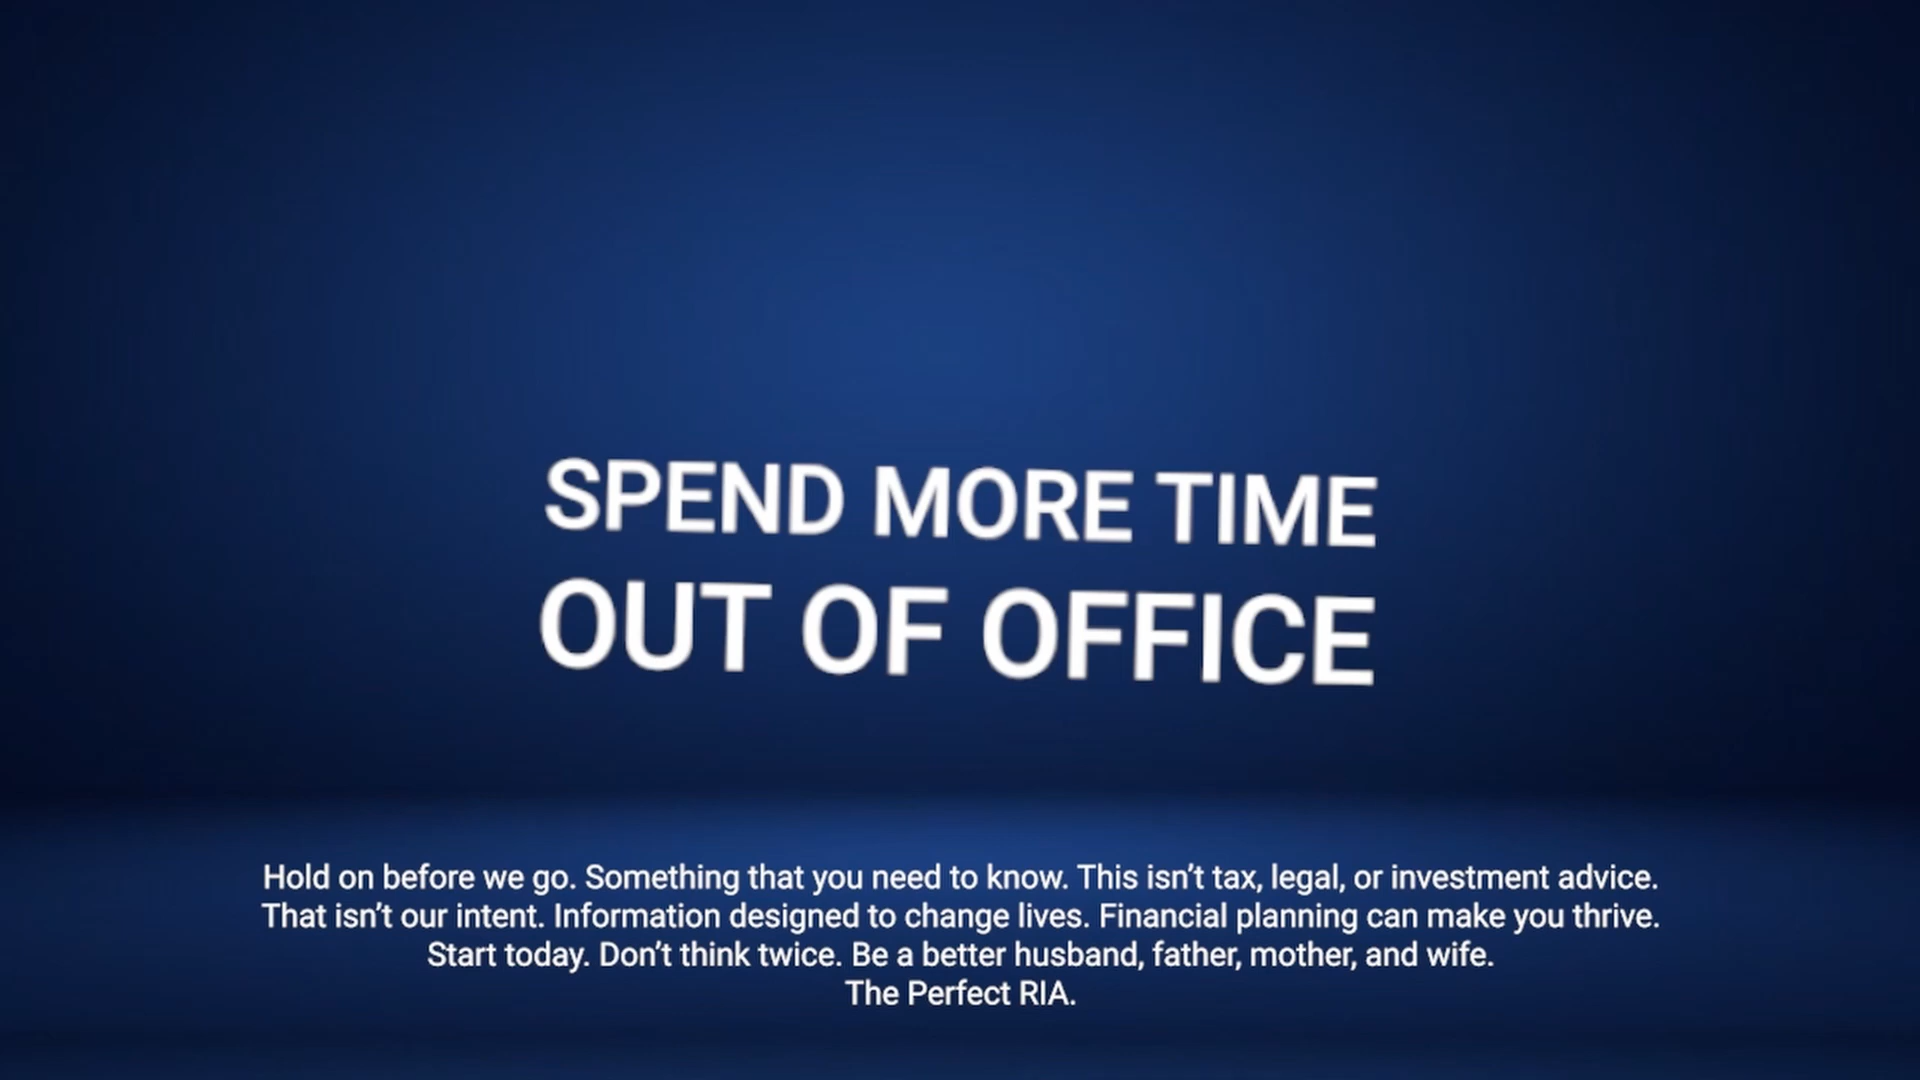 SPEND MORE TIME
OUT OF OFFICE
Hold on before we go. Something that you need to know. This isn’t tax, legal, or investment advice.
That isn’t our intent. Information designed to change lives. Financial planning can make you thrive.
Start today. Don’t think twice. Be a better husband, father, mother, and wife.
The Perfect RIA.